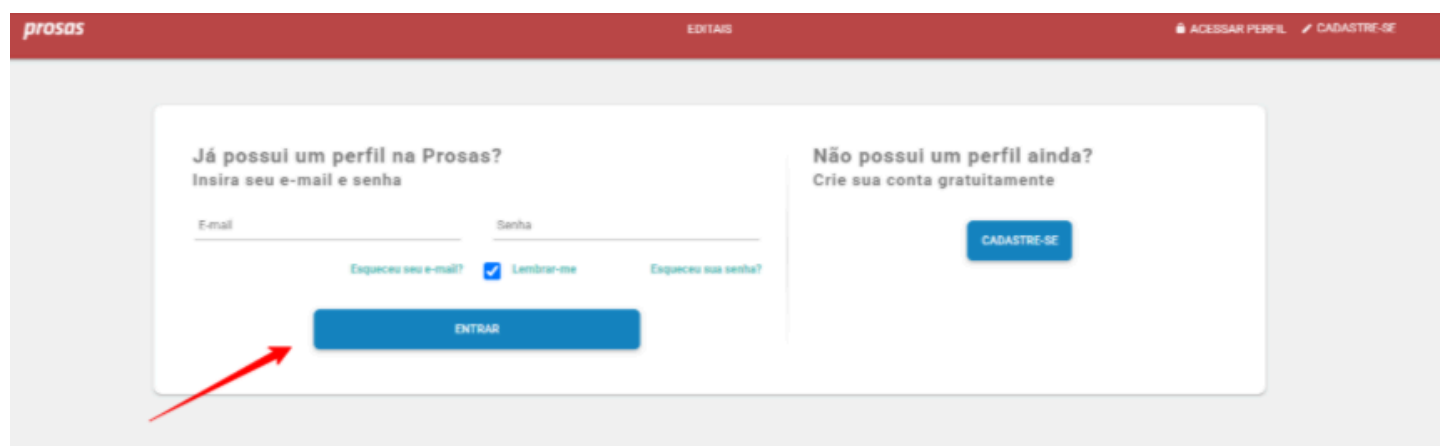 prosas
EDITAIS
ACESSAR PERFIL
CADASTRE-SE
Já possui um perfil na Prosas?
Insira seu e-mail e senha
E-mail
Senha
Esqueceu seu e-mail?
Lembrar-me
Esqueceu sua senha?
ENTRAR
Não possui um perfil ainda?
Crie sua conta gratuitamente
CADASTRE-SE